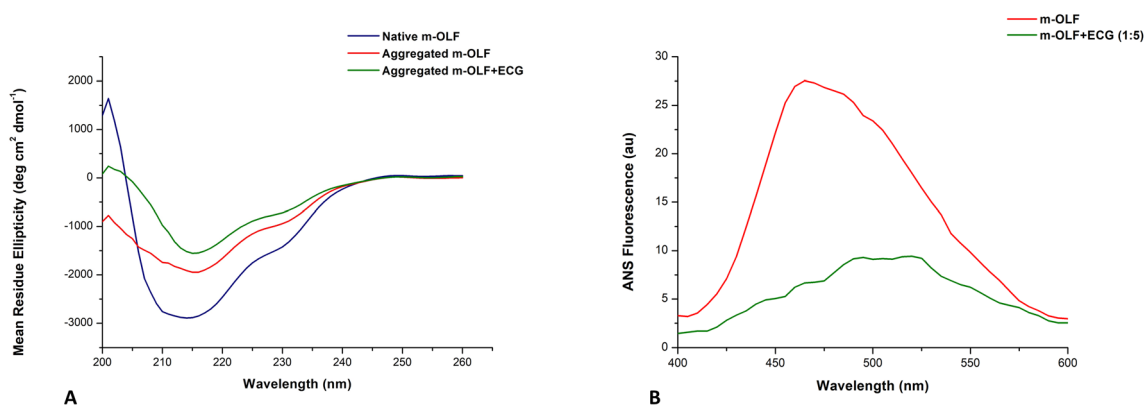 Native m-OLF
Aggregated m-OLF
Aggregated m-OLF+ECG
2000
1000
0
-1000
-2000
-3000
Mean Residue Ellipticity (deg cm² dmol⁻¹)
200 210 220 230 240 250 260
Wavelength (nm)
A
m-OLF
m-OLF+ECG (1:5)
30
25
20
15
10
5
0
ANS Fluorescence (au)
400 450 500 550 600
Wavelength (nm)
B